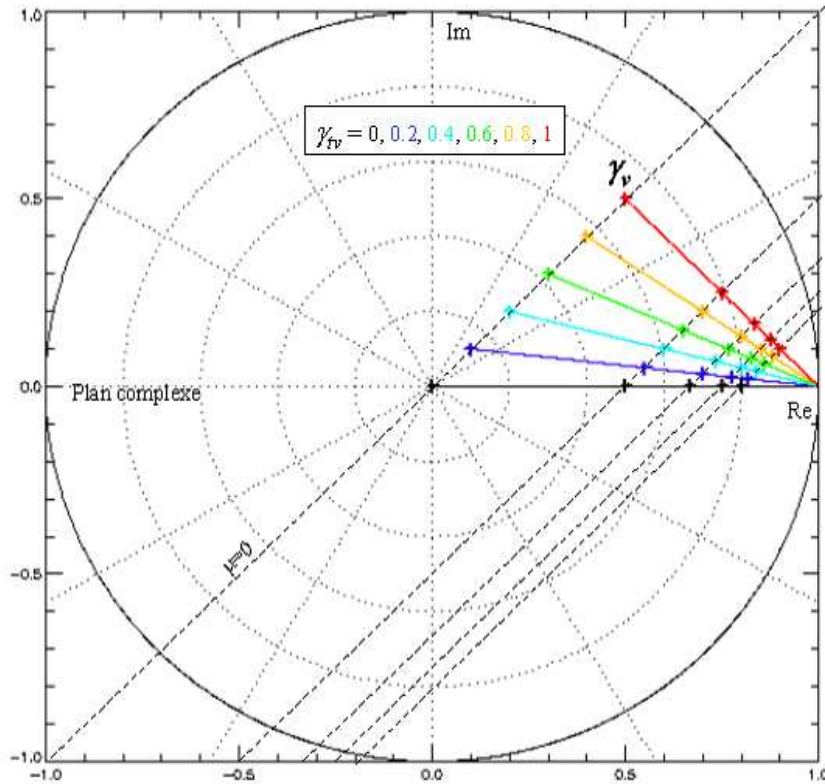 1.0
Im
γtv = 0, 0.2, 0.4, 0.6, 0.8, 1
γv
0.5
0.0
Plan complexe
Re
μ=0
-0.5
-1.0
-1.0 -0.5 0.0 0.5 1.0